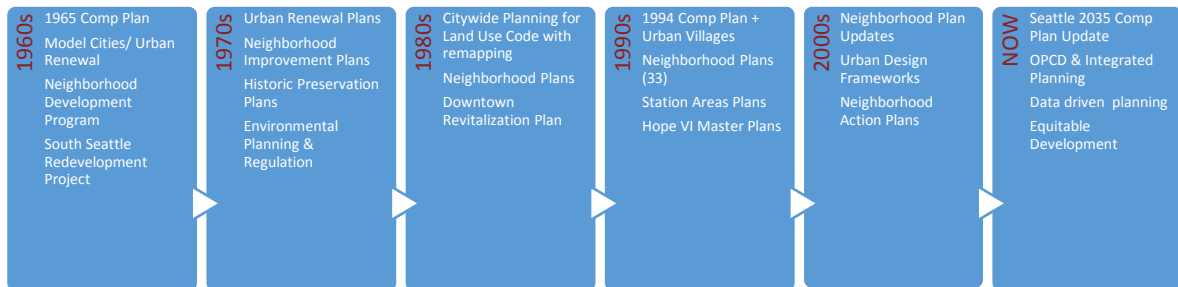 1960s
1965 Comp Plan
Model Cities/ Urban
Renewal
Neighborhood
Development
Program
South Seattle
Redevelopment
Project
1970s
Urban Renewal Plans
Neighborhood
Improvement Plans
Historic Preservation
Plans
Environmental
Planning &
Regulation
1980s
Citywide Planning for
Land Use Code with
remapping
Neighborhood Plans
Downtown
Revitalization Plan
1990s
1994 Comp Plan +
Urban Villages
Neighborhood Plans
(33)
Station Areas Plans
Hope VI Master Plans
2000s
Neighborhood Plan
Updates
Urban Design
Frameworks
Neighborhood
Action Plans
NOW
Seattle 2035 Comp
Plan Update
OPCD & Integrated
Planning
Data driven planning
Equitable
Development